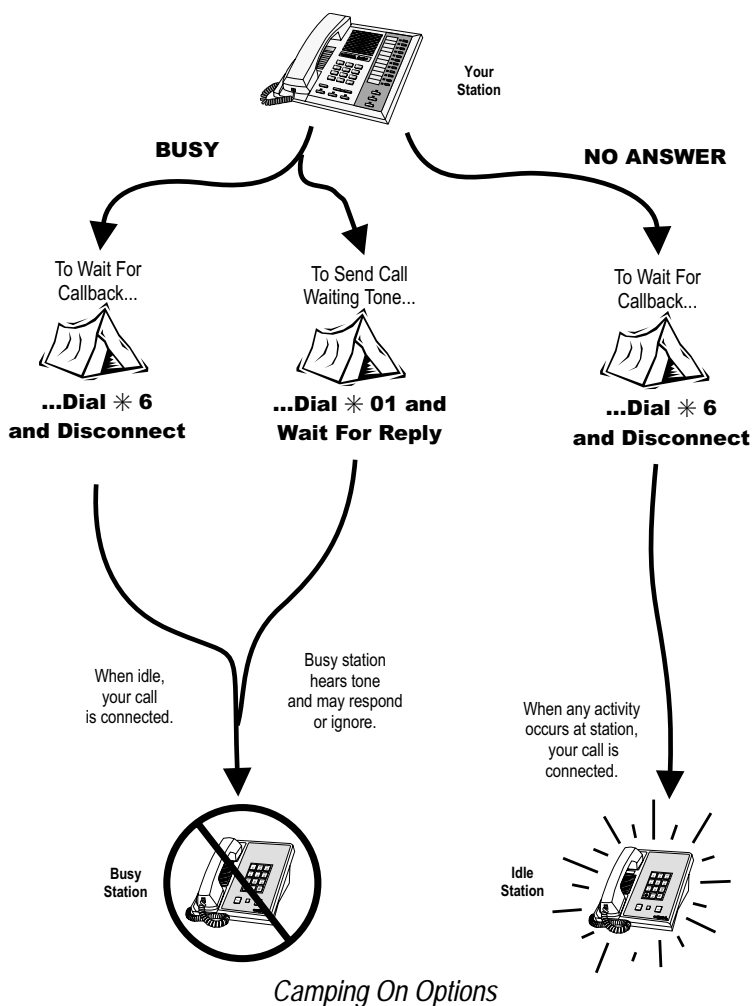 Your
Station
BUSY
NO ANSWER
To Wait For
Callback...
...Dial ✳ 6
and Disconnect
To Send Call
Waiting Tone...
...Dial ✳ 01 and
Wait For Reply
To Wait For
Callback...
...Dial ✳ 6
and Disconnect
When idle,
your call
is connected.
Busy station
hears tone
and may respond
or ignore.
When any activity
occurs at station,
your call is
connected.
Busy
Station
Idle
Station
Camping On Options